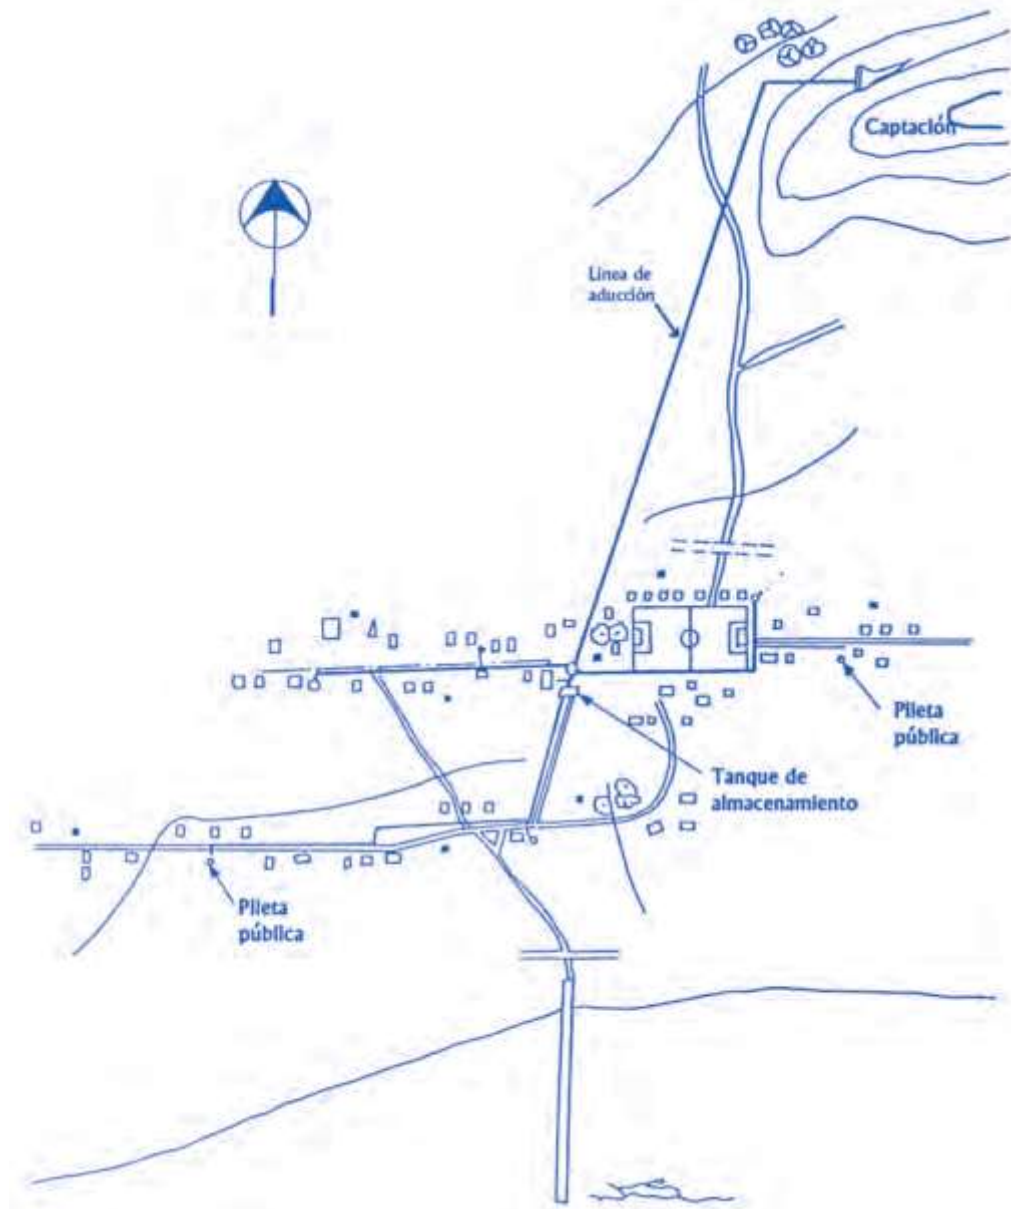 Captación
Línea de
aducción
Pileta
pública
Tanque de
almacenamiento
Pileta
pública